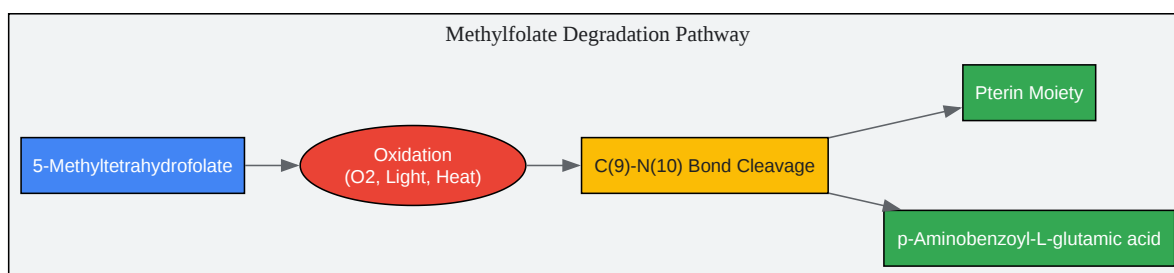 Methylfolate Degradation Pathway
5-Methyltetrahydrofolate
Oxidation
(O2, Light, Heat)
C(9)-N(10) Bond Cleavage
Pterin Moiety
p-Aminobenzoyl-L-glutamic acid